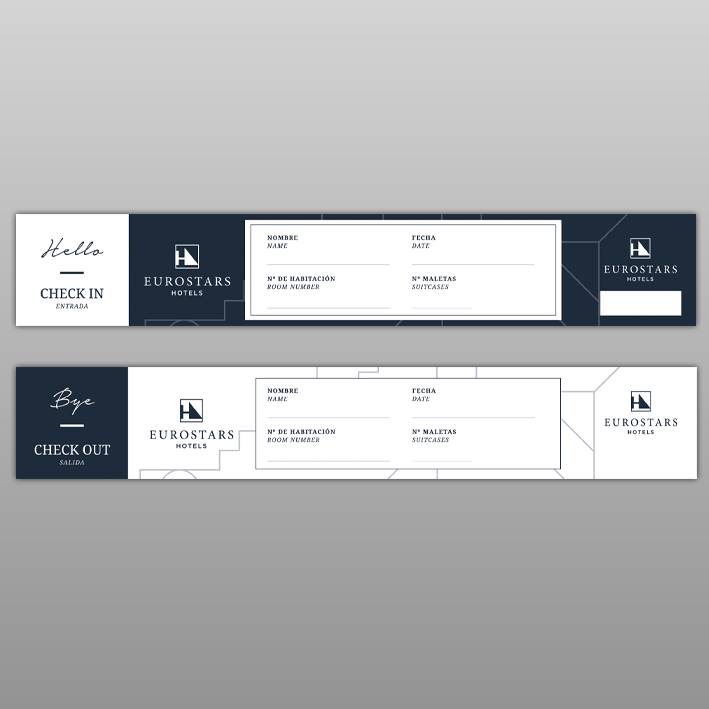 Hello
CHECK IN
ENTRADA
H
EUROSTARS
HOTELS
NOMBRE
NAME
FECHA
DATE
Nº DE HABITACIÓN
ROOM NUMBER
Nº MALETAS
SUITCASES
H
EUROSTARS
HOTELS
Bye
CHECK OUT
SALIDA
H
EUROSTARS
HOTELS
NOMBRE
NAME
FECHA
DATE
Nº DE HABITACIÓN
ROOM NUMBER
Nº MALETAS
SUITCASES
H
EUROSTARS
HOTELS